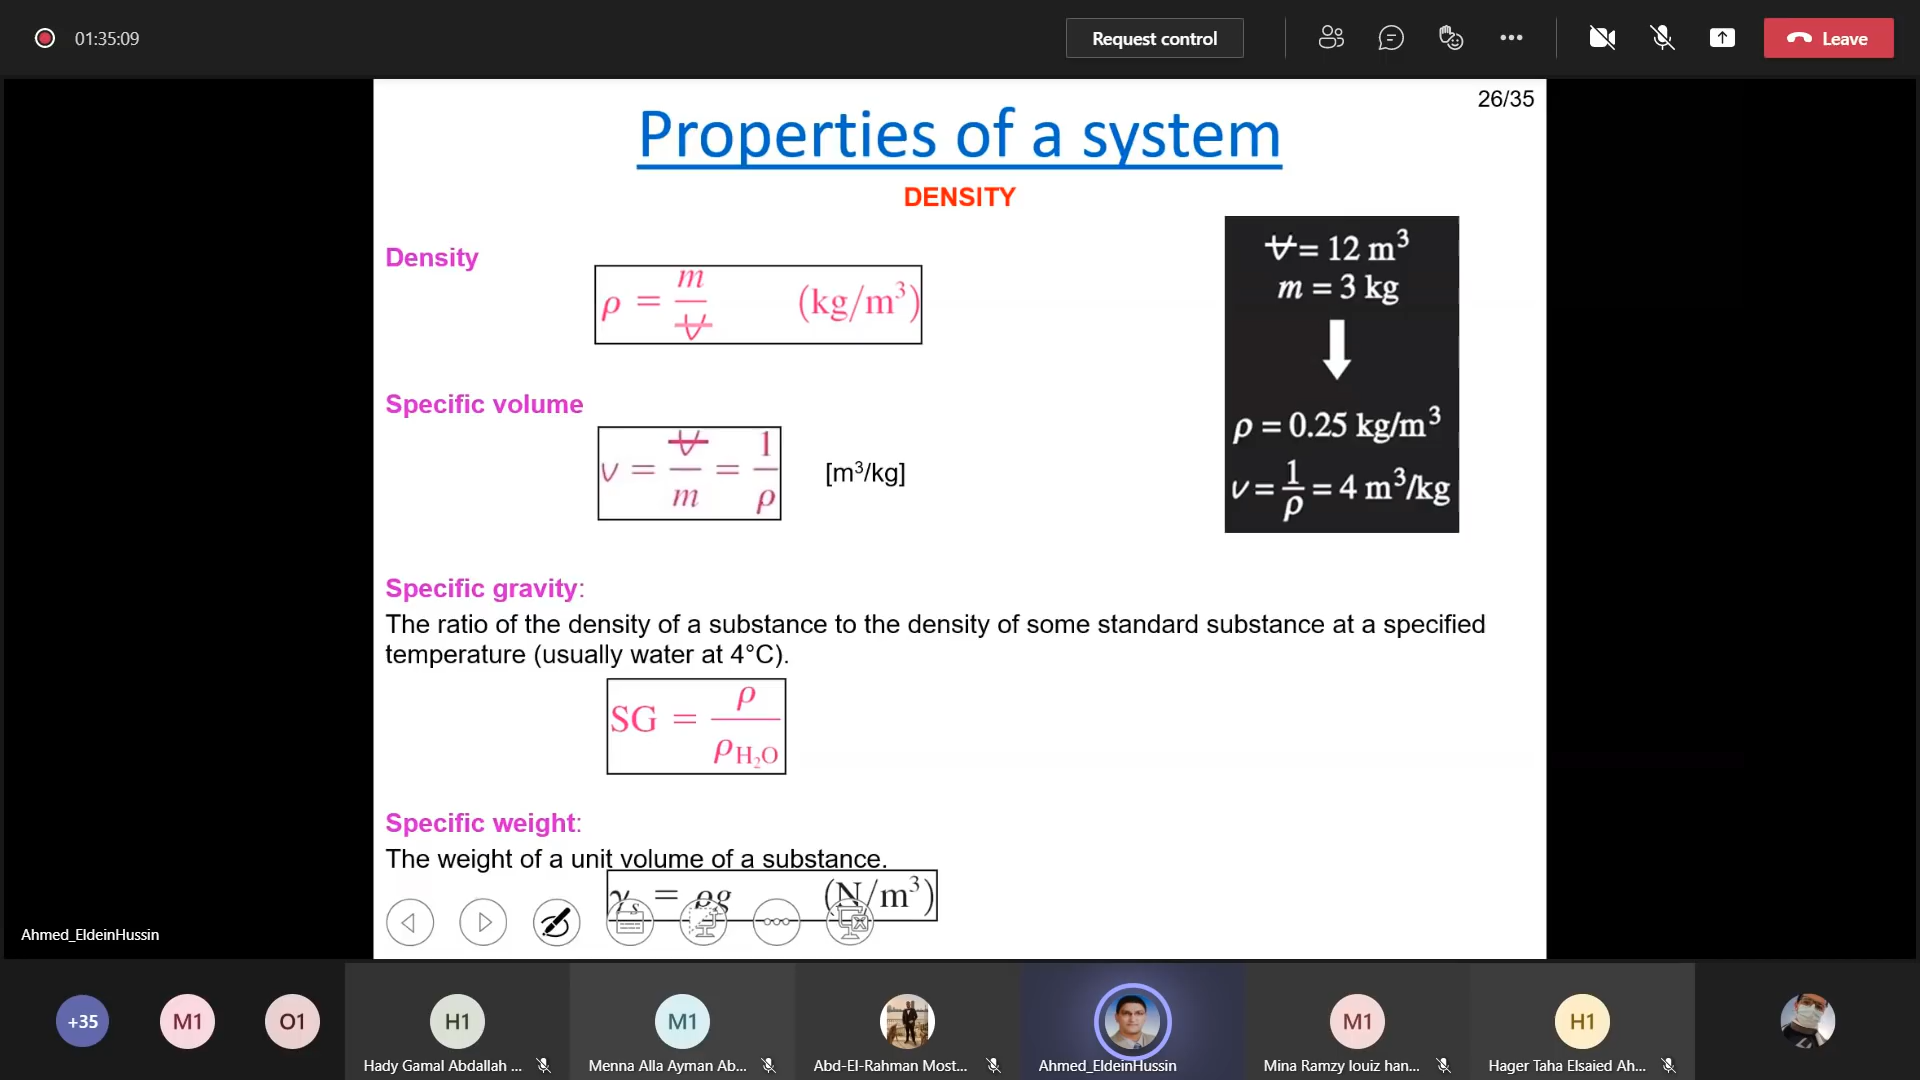 01:35:09
Request control
Leave
26/35
Properties of a system
DENSITY
Density
ρ = m/V (kg/m³)
V = 12 m³
m = 3 kg
ρ = 0.25 kg/m³
v = 1/ρ = 4 m³/kg
Specific volume
v = V/m = 1/ρ [m³/kg]
Specific gravity:
The ratio of the density of a substance to the density of some standard substance at a specified
temperature (usually water at 4°C).
SG = ρ/ρH₂O
Specific weight:
The weight of a unit volume of a substance.
γs = ρg (N/m³)
Ahmed_EldeinHussin
+35
M1
O1
H1
Hady Gamal Abdallah ...
M1
Menna Alla Ayman Ab...
Abd-El-Rahman Most...
Ahmed_EldeinHussin
M1
Mina Ramzy louiz han...
H1
Hager Taha Elsaied Ah...